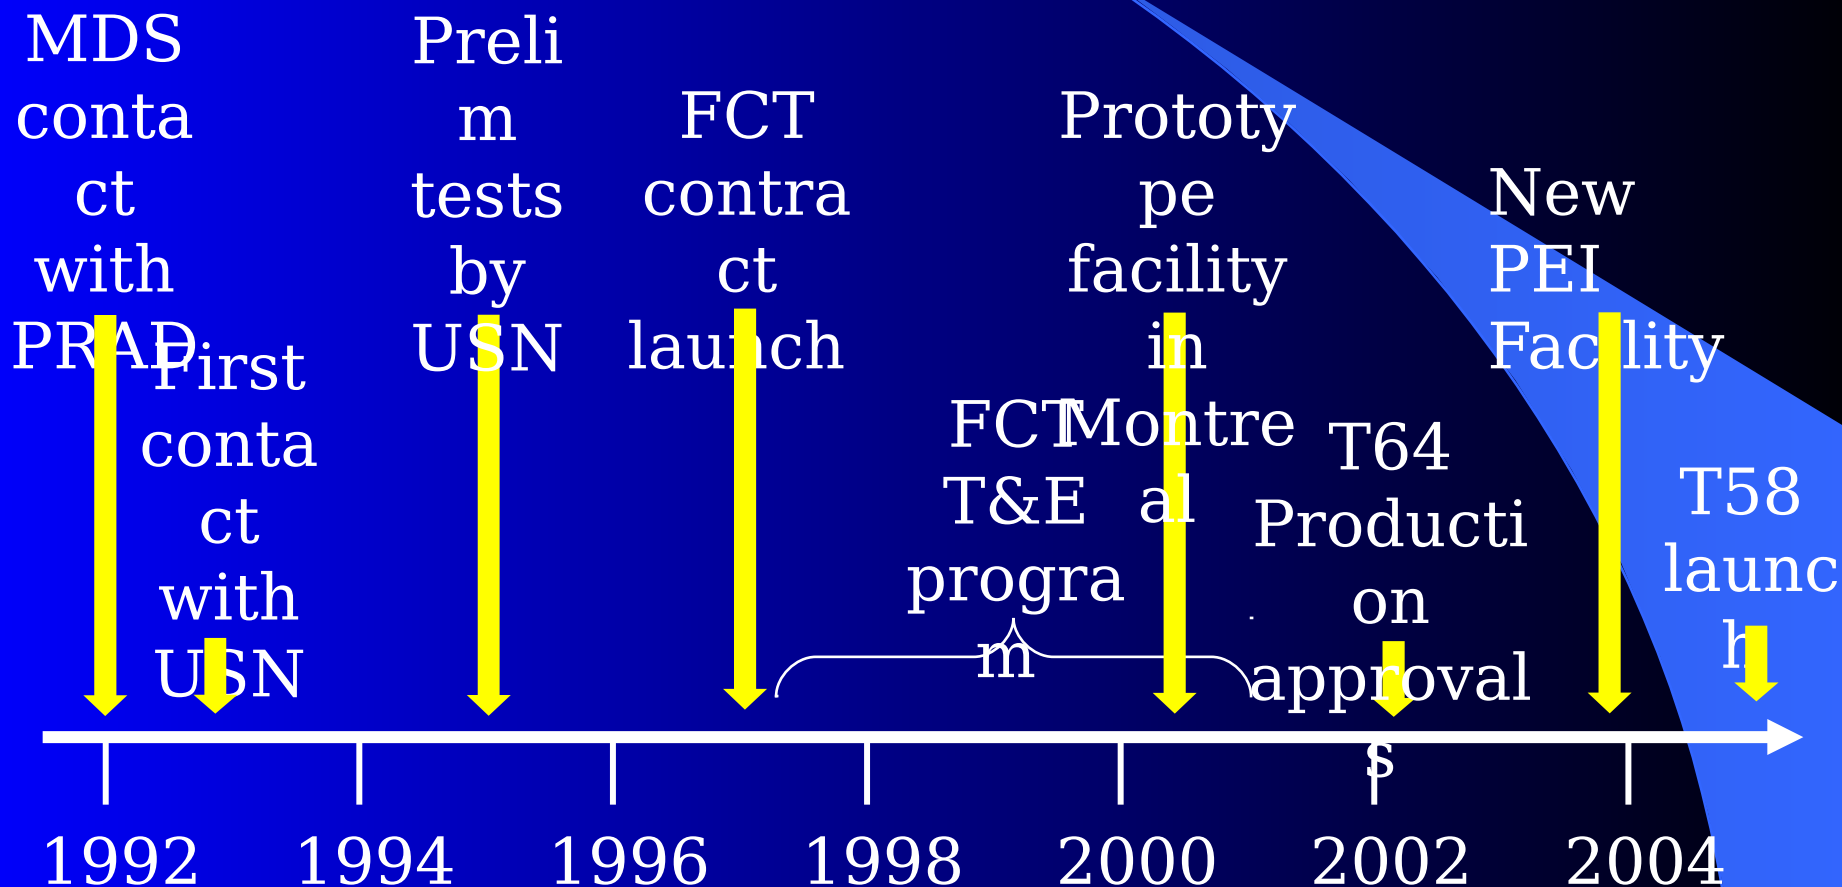 MDS
conta
ct
with
PRAD
First
conta
ct
with
USN
Preli
m
tests
by
USN
FCT
contra
ct
launch
FCT
T&E
progra
m
Prototy
pe
facility
in
Montre
al
T64
Producti
on
approval
s
New
PEI
Facility
T58
launc
h
1992
1994
1996
1998
2000
2002
2004